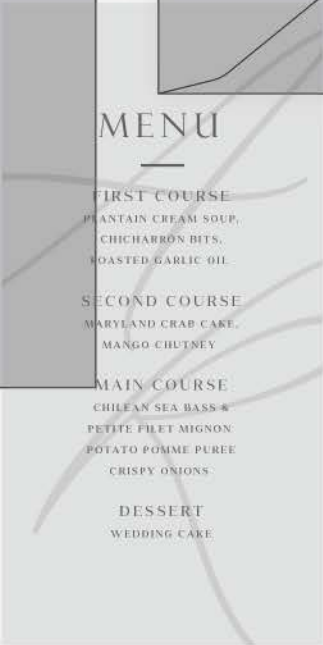 MENU
FIRST COURSE
PLANTAIN CREAM SOUP,
CHICHARRÓN BITS,
ROASTED GARLIC OIL
SECOND COURSE
MARYLAND CRAB CAKE,
MANGO CHUTNEY
MAIN COURSE
CHILEAN SEA BASS &
PETITE FILET MIGNON
POTATO POMME PUREE
CRISPY ONIONS
DESSERT
WEDDING CAKE